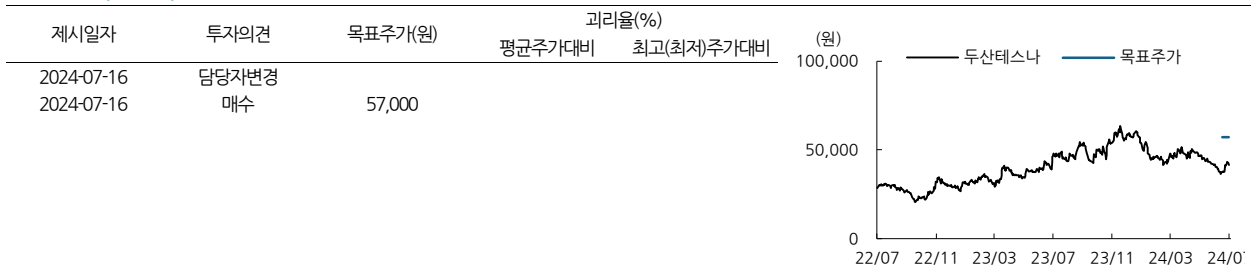 제시일자 투자의견 목표주가(원) 괴리율(%)
평균주가대비 최고(최저)주가대비
2024-07-16 담당자변경
2024-07-16 매수 57,000
(원)
두산테스나 목표주가
100,000
50,000
0
22/07 22/11 23/03 23/07 23/11 24/03